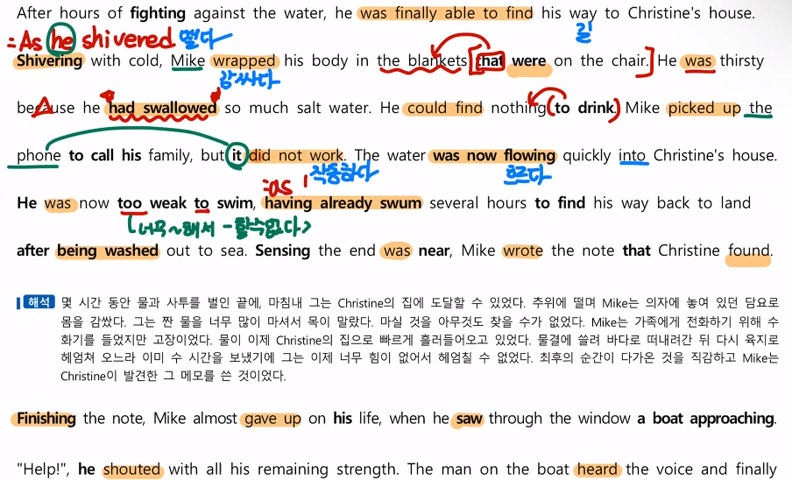 After hours of fighting against the water, he was finally able to find his way to Christine's house.
길
=As he shivered 떨다
Shivering with cold, Mike wrapped his body in the blankets [that were on the chair.] He was thirsty
감싸다
because he had swallowed so much salt water. He could find nothing (to drink.) Mike picked up the
phone to call his family, but it did not work. The water was now flowing quickly into Christine's house.
=as 작동하다 흐르다
He was now too weak to swim, having already swum several hours to find his way back to land
(너무~해서 -할수없다>
after being washed out to sea. Sensing the end was near, Mike wrote the note that Christine found.
해석 몇 시간 동안 물과 사투를 벌인 끝에, 마침내 그는 Christine의 집에 도달할 수 있었다. 추위에 떨며 Mike는 의자에 놓여 있던 담요로
몸을 감쌌다. 그는 짠 물을 너무 많이 마셔서 목이 말랐다. 마실 것을 아무것도 찾을 수가 없었다. Mike는 가족에게 전화하기 위해 수
화기를 들었지만 고장이었다. 물이 이제 Christine의 집으로 빠르게 흘러들어오고 있었다. 물결에 쓸려 바다로 떠내려간 뒤 다시 육지로
헤엄쳐 오느라 이미 수 시간을 보냈기에 그는 이제 너무 힘이 없어서 헤엄칠 수 없었다. 최후의 순간이 다가온 것을 직감하고 Mike는
Christine이 발견한 그 메모를 쓴 것이었다.
Finishing the note, Mike almost gave up on his life, when he saw through the window a boat approaching.
"Help!", he shouted with all his remaining strength. The man on the boat heard the voice and finally